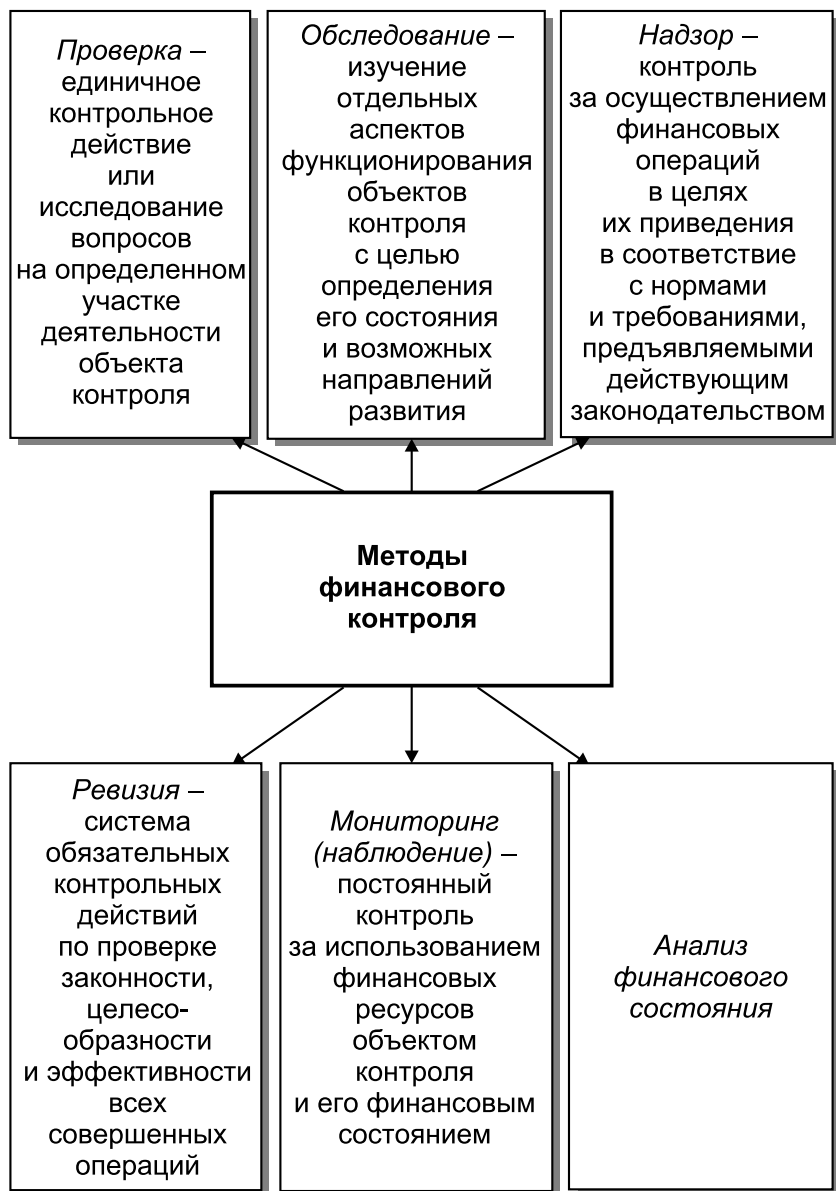 Проверка –
единичное
контрольное
действие
или
исследование
вопросов
на определенном
участке
деятельности
объекта
контроля
Обследование –
изучение
отдельных
аспектов
функционирования
объектов
контроля
с целью
определения
его состояния
и возможных
направлений
развития
Надзор –
контроль
за осуществлением
финансовых
операций
в целях
их приведения
в соответствие
с нормами
и требованиями,
предъявляемыми
действующим
законодательством
Методы
финансового
контроля
Ревизия –
система
обязательных
контрольных
действий
по проверке
законности,
целесо-
образности
и эффективности
всех
совершенных
операций
Мониторинг
(наблюдение) –
постоянный
контроль
за использованием
финансовых
ресурсов
объектом
контроля
и его финансовым
состоянием
Анализ
финансового
состояния